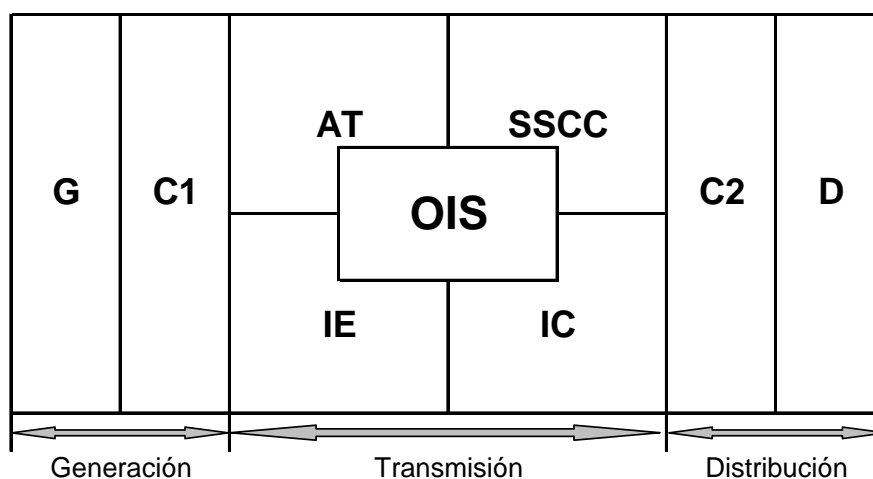 AT
SSCC
G
C1
OIS
C2
D
IE
IC
Generación
Transmisión
Distribución